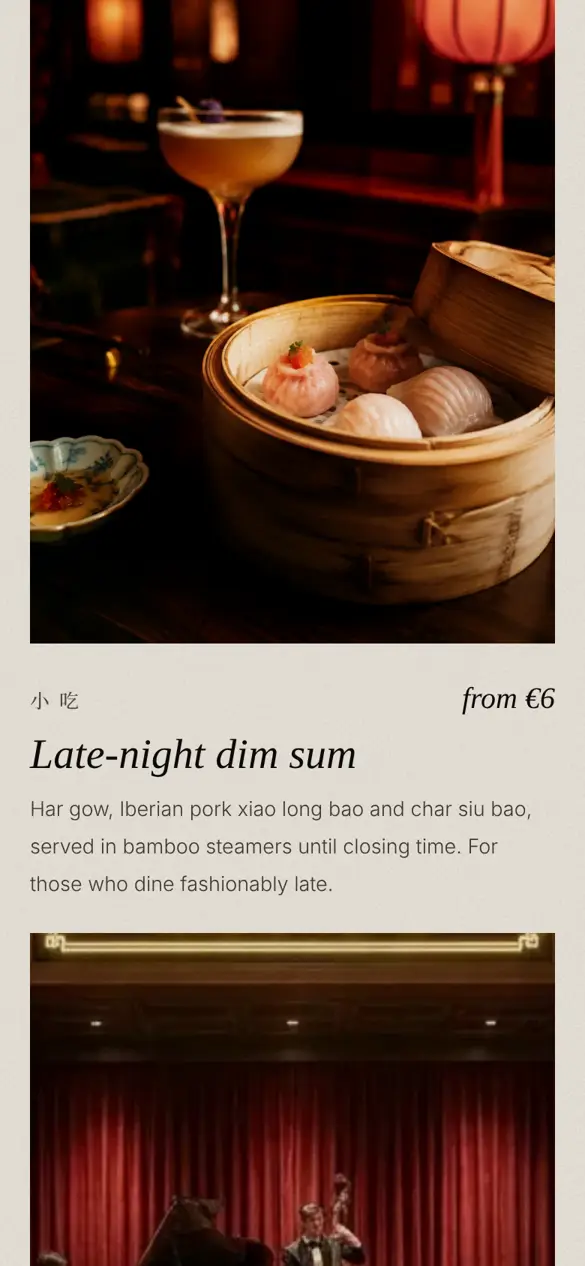 小吃
from €6
Late-night dim sum
Har gow, Iberian pork xiao long bao and char siu bao,
served in bamboo steamers until closing time. For
those who dine fashionably late.